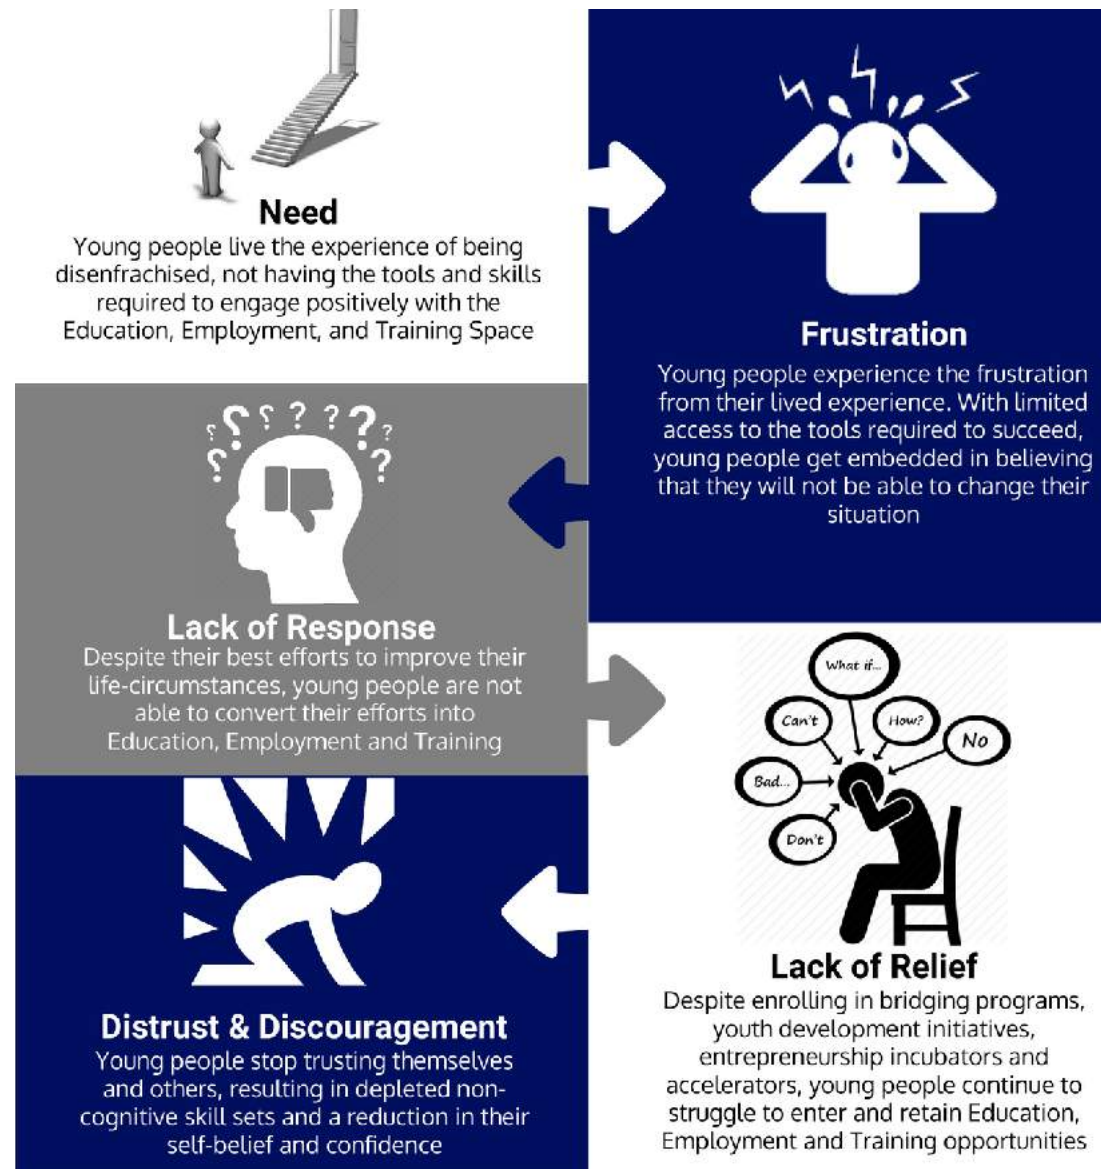 Need
Young people live the experience of being
disenfrachised, not having the tools and skills
required to engage positively with the
Education, Employment, and Training Space
Frustration
Young people experience the frustration
from their lived experience. With limited
access to the tools required to succeed,
young people get embedded in believing
that they will not be able to change their
situation
? ? ? ? ? ?
? ?
Lack of Response
Despite their best efforts to improve their
life-circumstances, young people are not
able to convert their efforts into
Education, Employment and Training
What if...
Can't
How?
No
Bad...
Don't
Lack of Relief
Despite enrolling in bridging programs,
youth development initiatives,
entrepreneurship incubators and
accelerators, young people continue to
struggle to enter and retain Education,
Employment and Training opportunities
Distrust & Discouragement
Young people stop trusting themselves
and others, resulting in depleted non-
cognitive skill sets and a reduction in their
self-belief and confidence